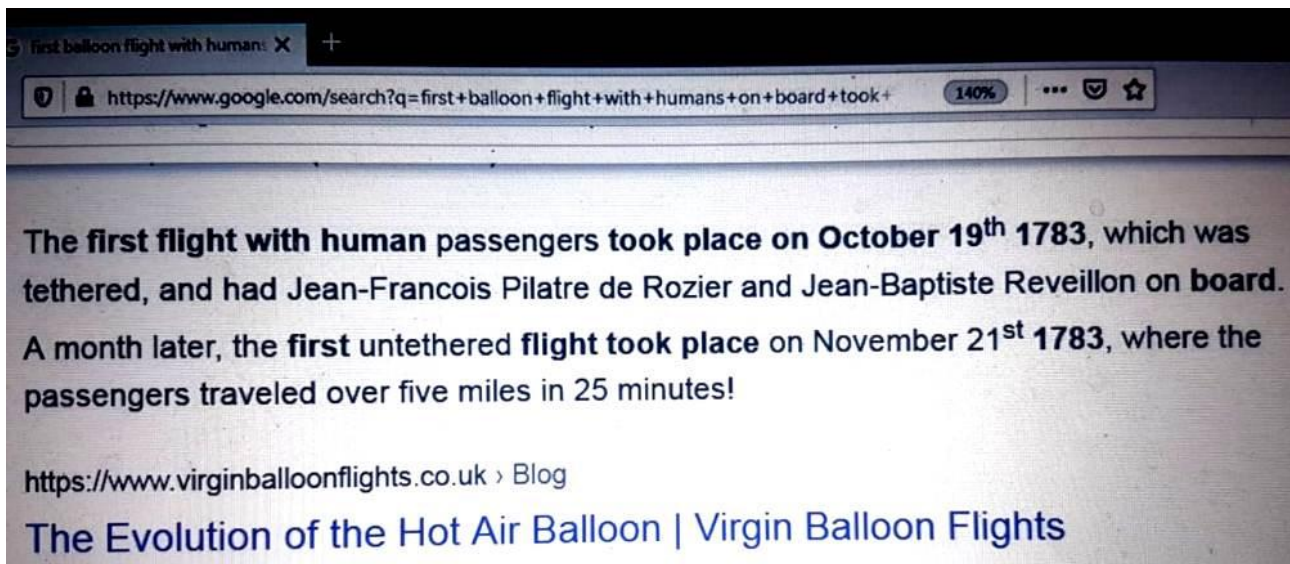 first balloon flight with humans
https://www.google.com/search?q=first+balloon+flight+with+humans+on+board+took+
140%
The first flight with human passengers took place on October 19th 1783, which was
tethered, and had Jean-Francois Pilatre de Rozier and Jean-Baptiste Reveillon on board.
A month later, the first untethered flight took place on November 21st 1783, where the
passengers traveled over five miles in 25 minutes!
https://www.virginballoonflights.co.uk › Blog
The Evolution of the Hot Air Balloon | Virgin Balloon Flights